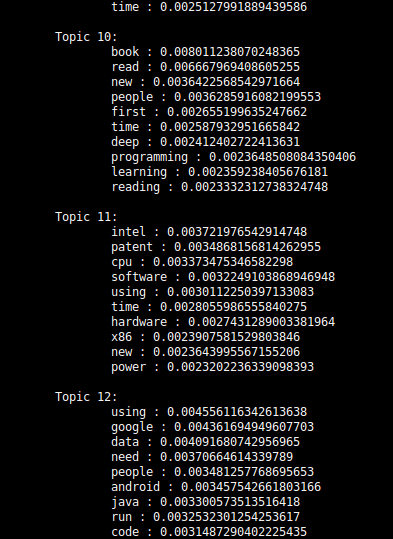 time : 0.0025127991889439586
Topic 10:
book : 0.008011238070248365
read : 0.006667969408605255
new : 0.0036422568542971664
people : 0.0036285916082199553
first : 0.002655199635247662
time : 0.002587932951665842
deep : 0.002412402722413631
programming : 0.0023648508084350406
learning : 0.002359238405676181
reading : 0.0023332312738324748
Topic 11:
intel : 0.003721976542914748
patent : 0.0034868156814262955
cpu : 0.003373475346582298
software : 0.0032249103868946948
using : 0.0030112250397133083
time : 0.0028055986555840275
hardware : 0.0027431289003381964
x86 : 0.0023907581529803846
new : 0.0023643995567155206
power : 0.0023202236339098393
Topic 12:
using : 0.004556116342613638
google : 0.004361694949607703
data : 0.004091680742956965
need : 0.00370664614339789
people : 0.003481257768695653
android : 0.003457542661803166
java : 0.003300573513516418
run : 0.0032532301254253617
code : 0.0031487290402225435